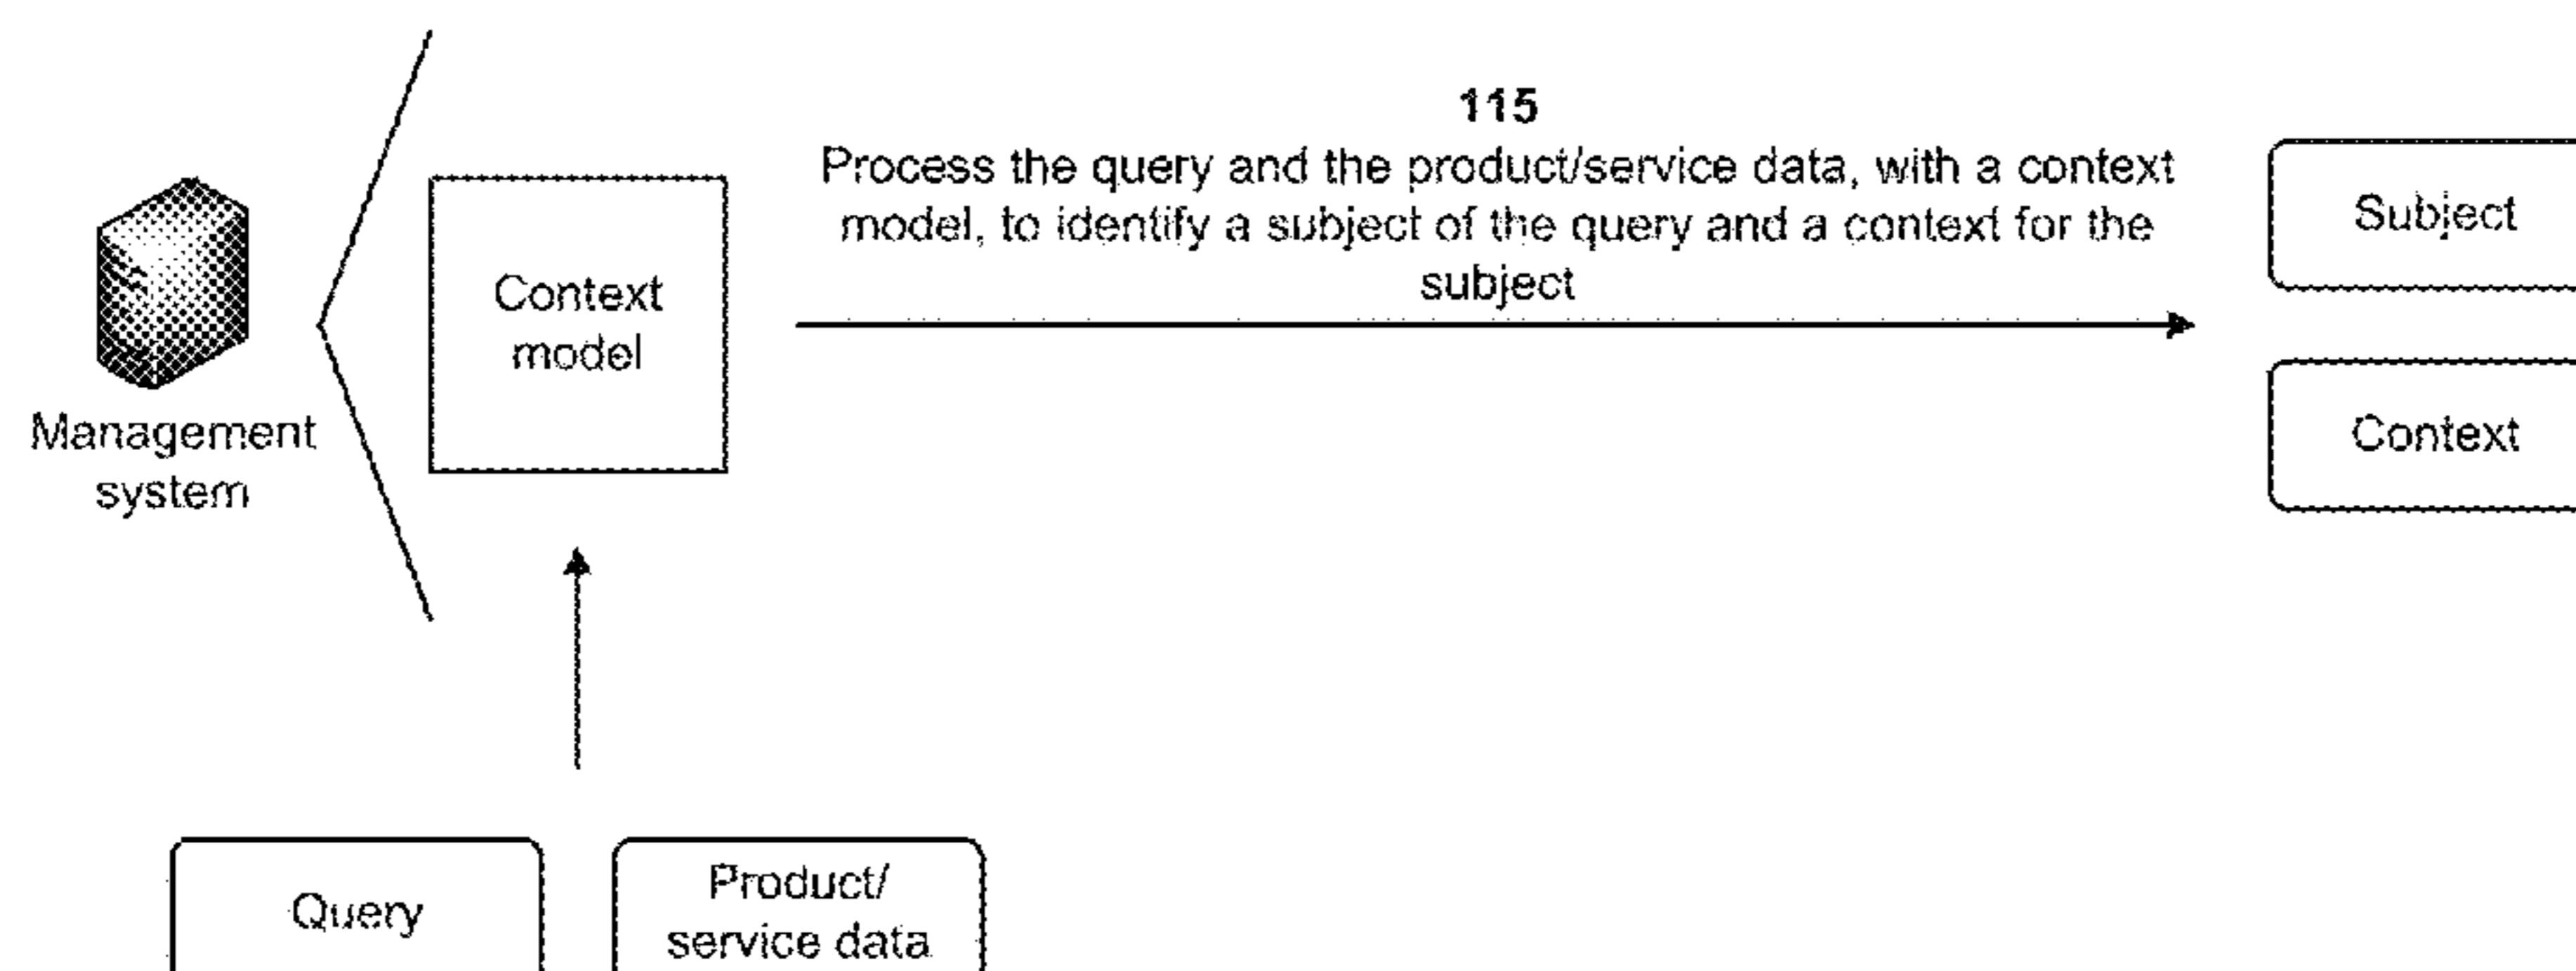 115
Process the query and the product/service data, with a context
model, to identify a subject of the query and a context for the
subject
Subject
Context
model
Management
system
Context
Query
Product/
service data